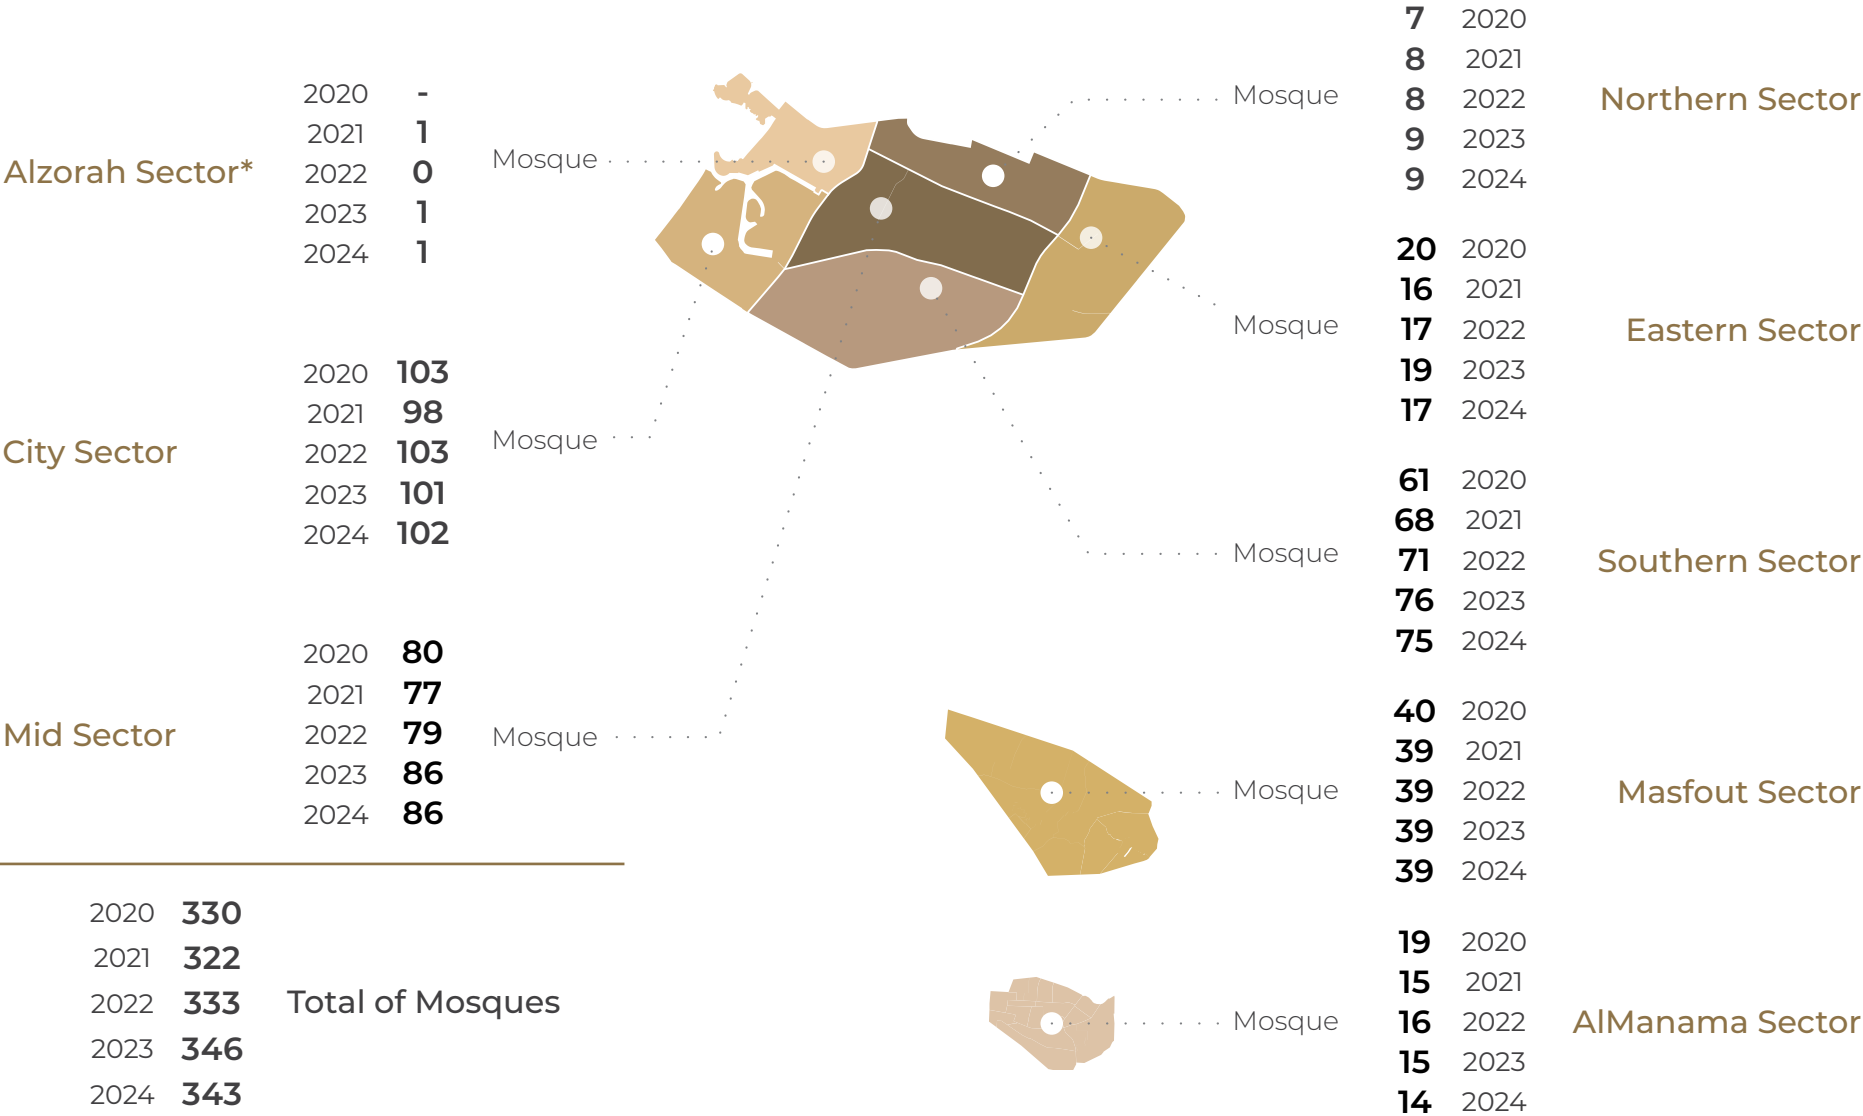 Alzorah Sector*
2020 -
2021 1
2022 0
2023 1
2024 1
Mosque
City Sector
2020 103
2021 98
2022 103
2023 101
2024 102
Mosque
Mid Sector
2020 80
2021 77
2022 79
2023 86
2024 86
Mosque
2020 330
2021 322
2022 333
2023 346
2024 343
Total of Mosques
Mosque
7 2020
8 2021
8 2022
9 2023
9 2024
Northern Sector
Mosque
20 2020
16 2021
17 2022
19 2023
17 2024
Eastern Sector
Mosque
61 2020
68 2021
71 2022
76 2023
75 2024
Southern Sector
Mosque
40 2020
39 2021
39 2022
39 2023
39 2024
Masfout Sector
Mosque
19 2020
15 2021
16 2022
15 2023
14 2024
AlManama Sector